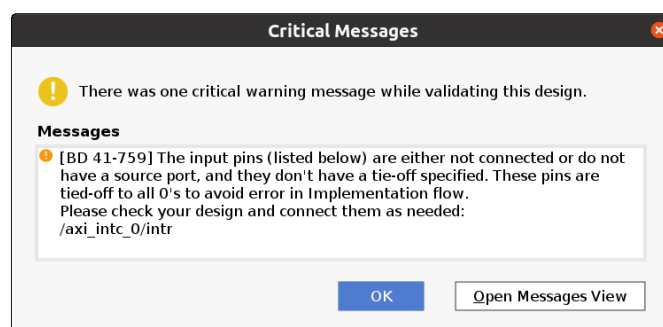 Critical Messages
There was one critical warning message while validating this design.
Messages
[BD 41-759] The input pins (listed below) are either not connected or do not
have a source port, and they don't have a tie-off specified. These pins are
tied-off to all 0's to avoid error in Implementation flow.
Please check your design and connect them as needed:
/axi_intc_0/intr
OK
Open Messages View